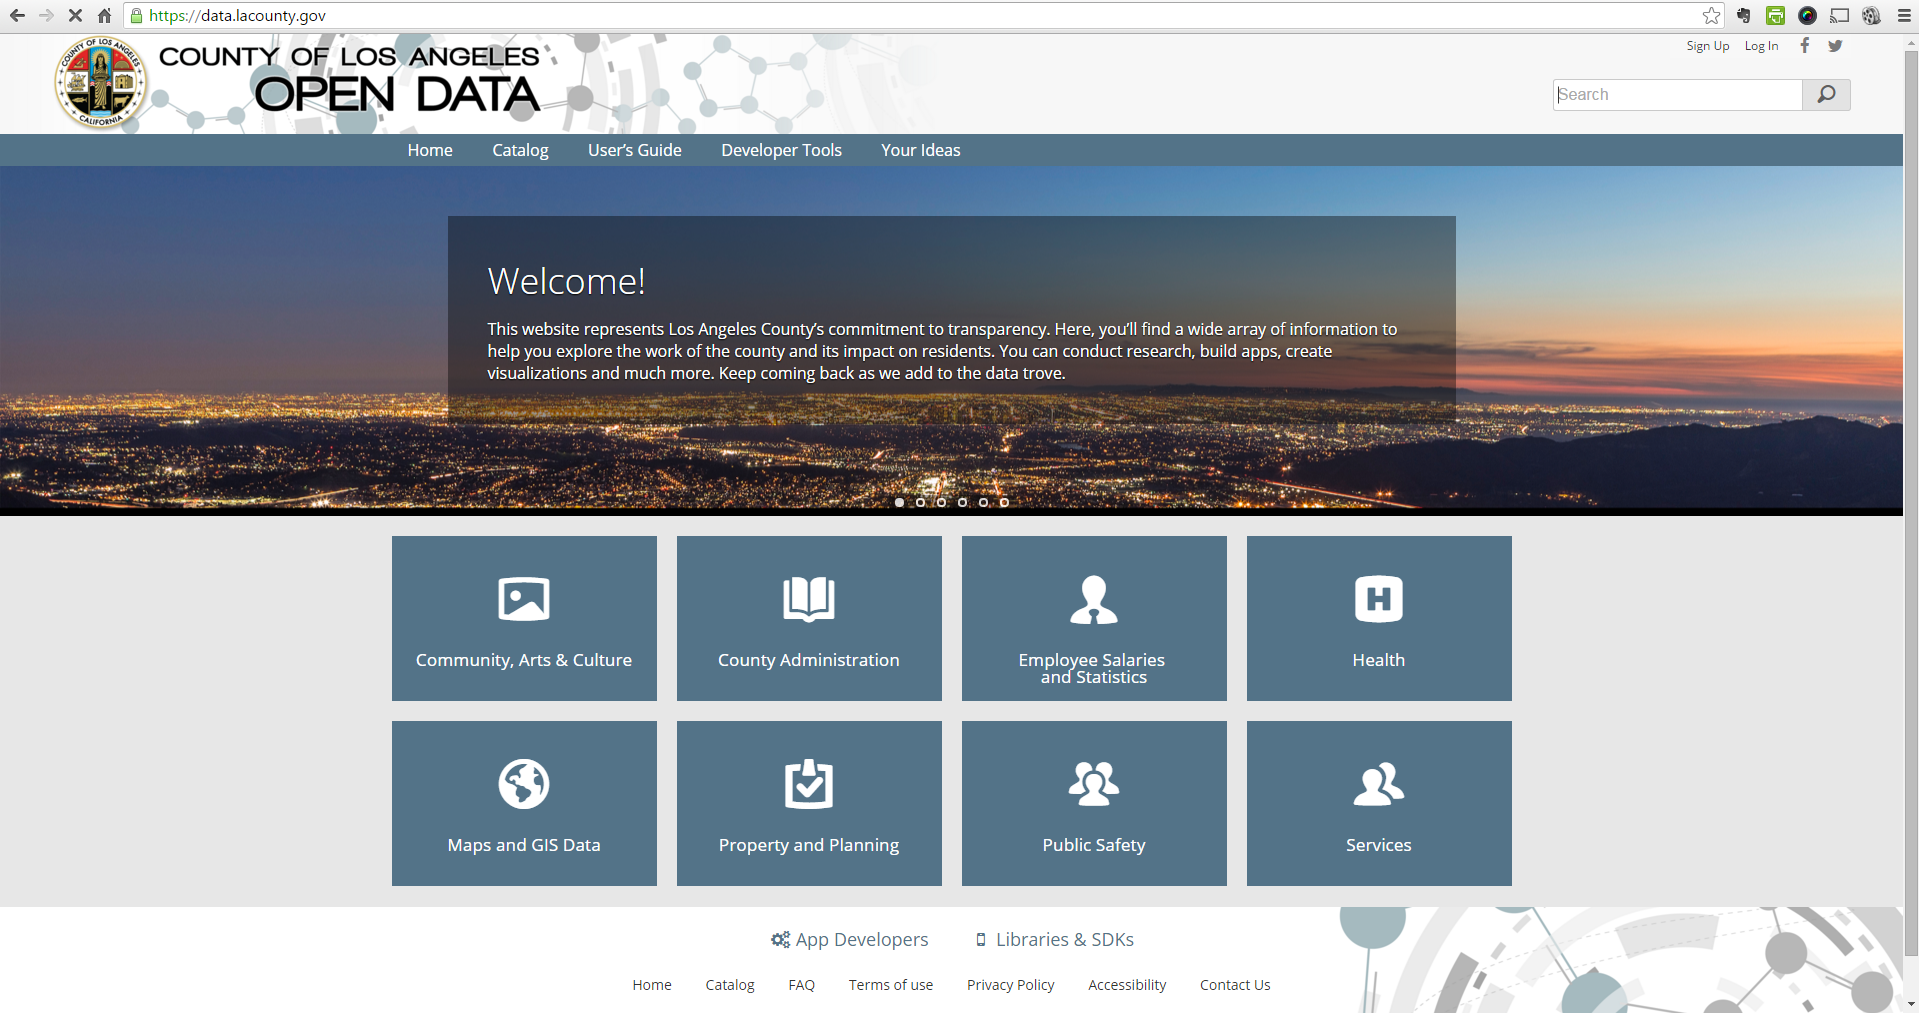 https://data.lacounty.gov
COUNTY OF LOS ANGELES
CALIFORNIA
COUNTY OF LOS ANGELES
OPEN DATA
Sign Up
Log In
Search
Home
Catalog
User’s Guide
Developer Tools
Your Ideas
Welcome!
This website represents Los Angeles County’s commitment to transparency. Here, you’ll find a wide array of information to
help you explore the work of the county and its impact on residents. You can conduct research, build apps, create
visualizations and much more. Keep coming back as we add to the data trove.
Community, Arts & Culture
County Administration
Employee Salaries
and Statistics
H
Health
Maps and GIS Data
Property and Planning
Public Safety
Services
App Developers
Libraries & SDKs
Home
Catalog
FAQ
Terms of use
Privacy Policy
Accessibility
Contact Us